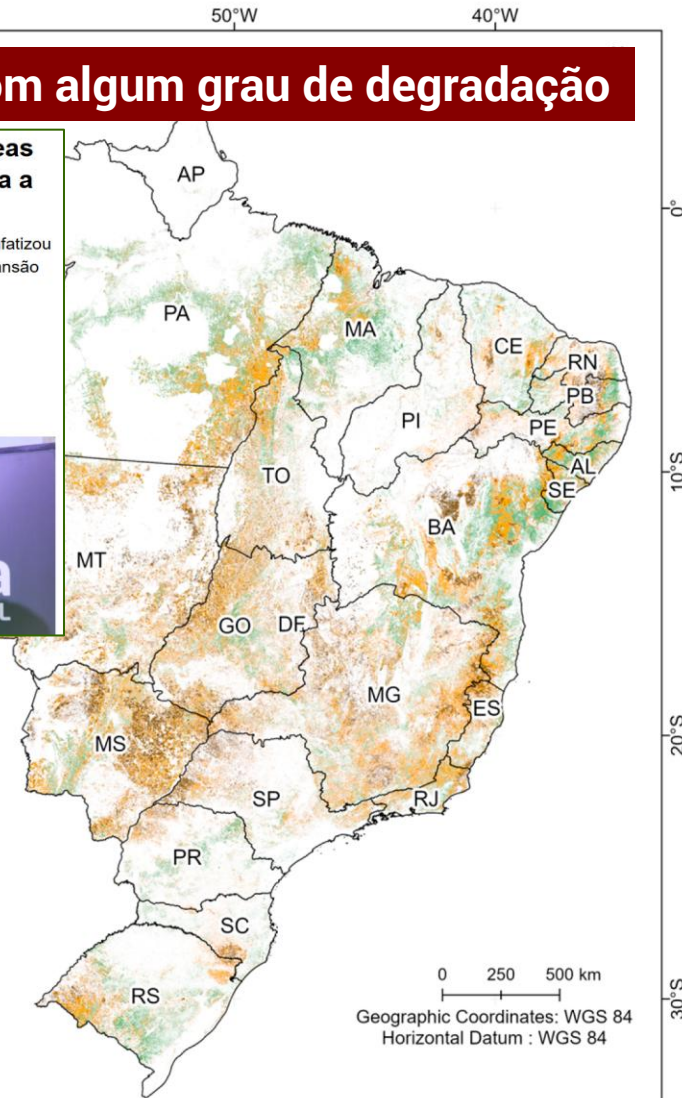 50°W 40°W
om algum grau de degradação
eas
a a
fatizou
ansão
AP
0°
PA
MA
CE
RN
PB
PI
PE
AL
SE
TO
10°S
BA
MT
a
L
GO
DF
MG
ES
MS
20°S
SP
RJ
PR
SC
RS
0 250 500 km
Geographic Coordinates: WGS 84
Horizontal Datum : WGS 84
30°S